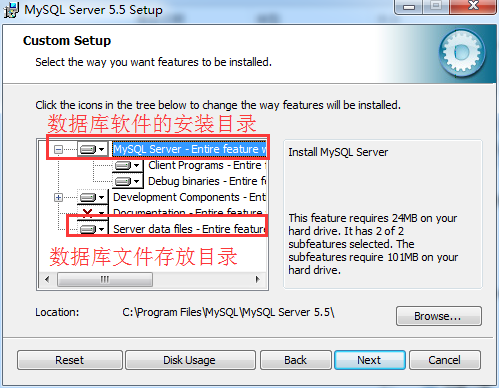 MySQL Server 5.5 Setup
Custom Setup
Select the way you want features to be installed.
Click the icons in the tree below to change the way features will be installed.
数据库软件的安装目录
MySQL Server - Entire feature w
Client Programs - Entire
Debug binaries - Entire fe
Development Components - Ent
Documentation - Entire feature
Server data files - Entire feature
数据库文件存放目录
Install MySQL Server
This feature requires 24MB on your
hard drive. It has 2 of 2
subfeatures selected. The
subfeatures require 101MB on your
hard drive.
Location: C:\Program Files\MySQL\MySQL Server 5.5\
Browse...
Reset Disk Usage Back Next Cancel